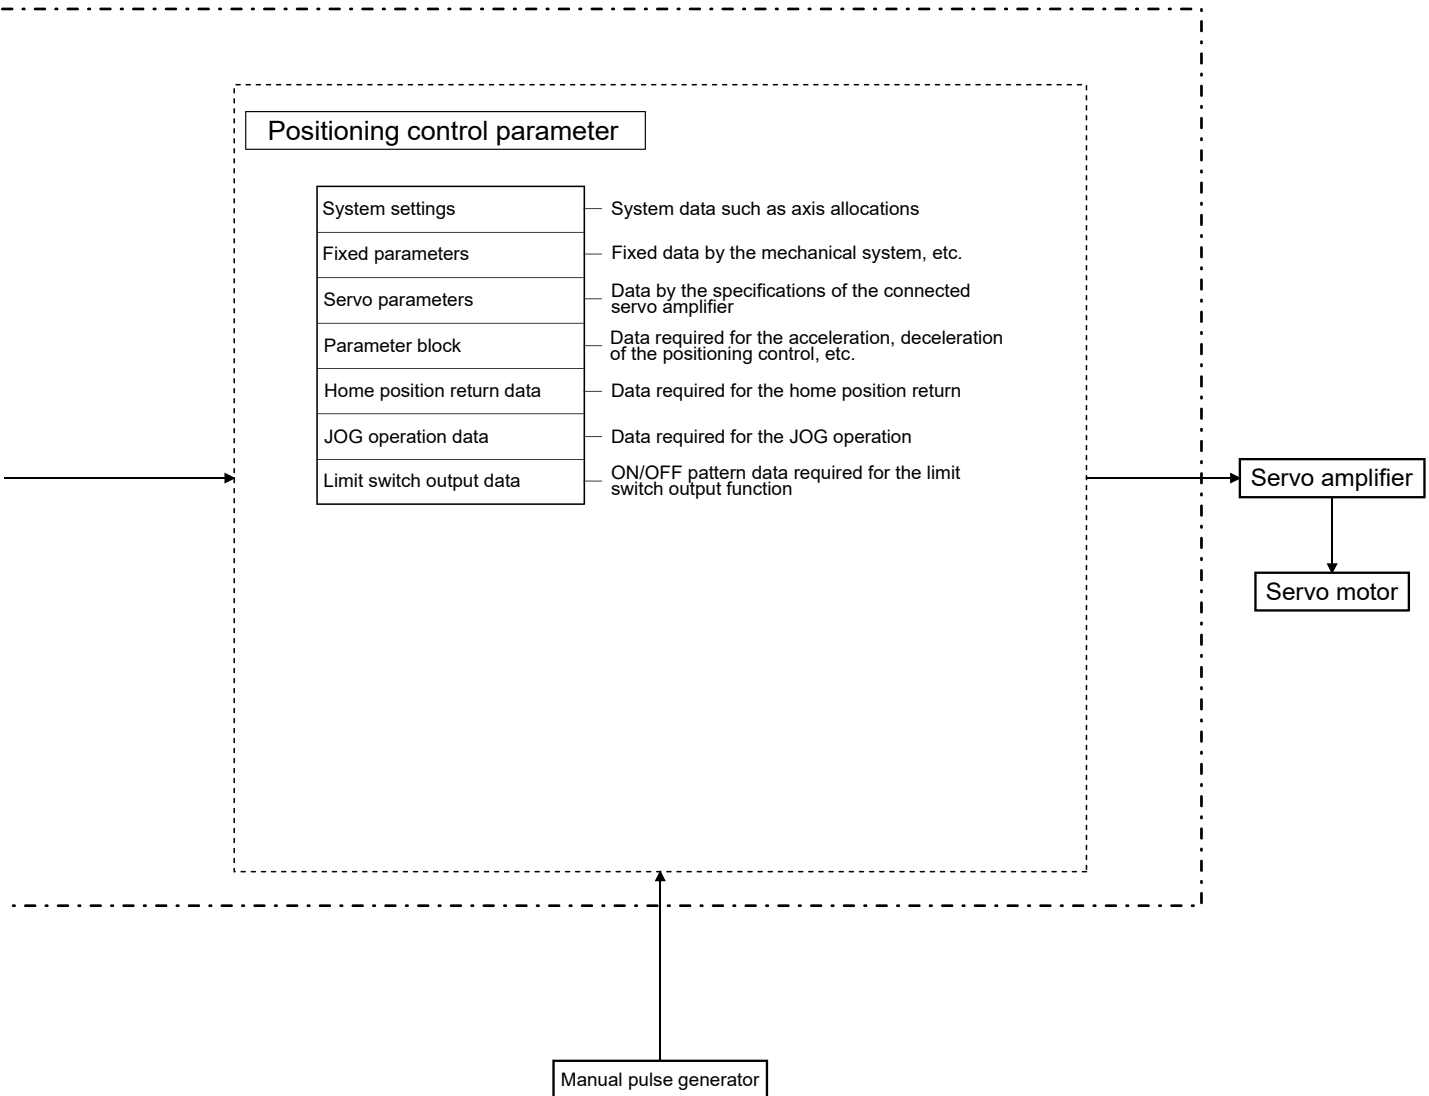 Positioning control parameter
System settings
System data such as axis allocations
Fixed parameters
Fixed data by the mechanical system, etc.
Servo parameters
Data by the specifications of the connected
servo amplifier
Parameter block
Data required for the acceleration, deceleration
of the positioning control, etc.
Home position return data
Data required for the home position return
JOG operation data
Data required for the JOG operation
Limit switch output data
ON/OFF pattern data required for the limit
switch output function
Servo amplifier
Servo motor
Manual pulse generator